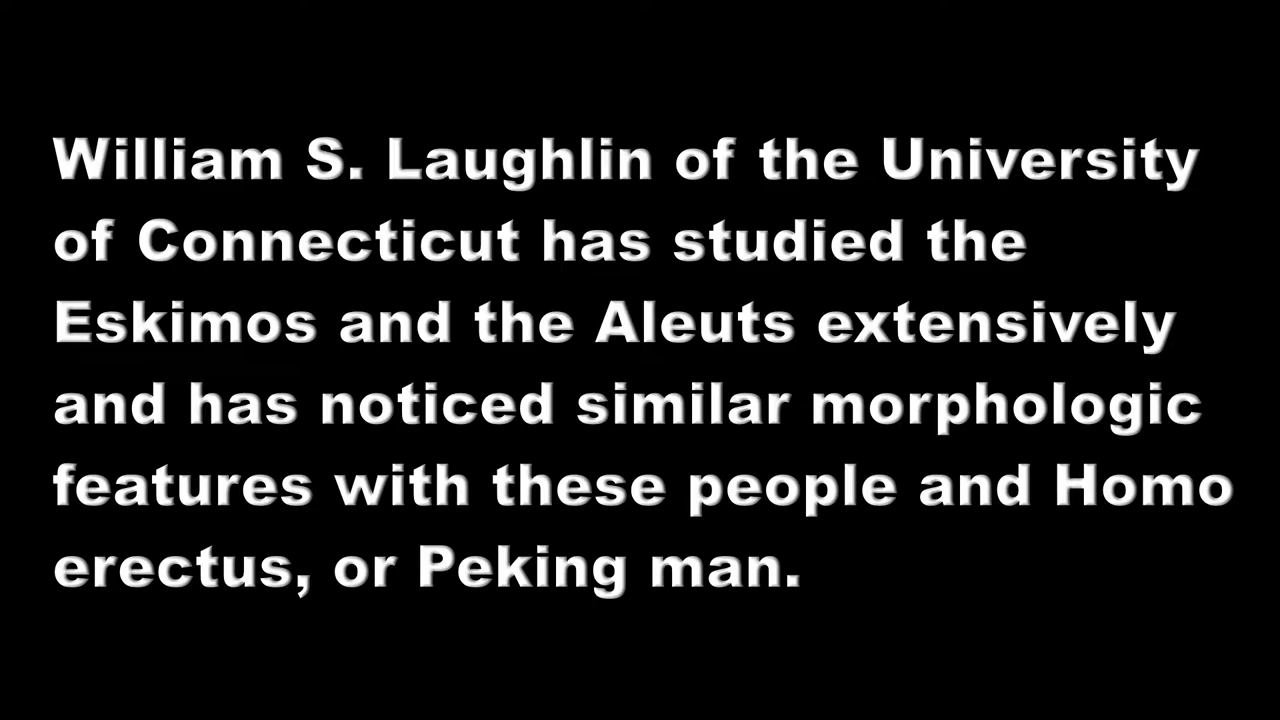 William S. Laughlin of the University
of Connecticut has studied the
Eskimos and the Aleuts extensively
and has noticed similar morphologic
features with these people and Homo
erectus, or Peking man.